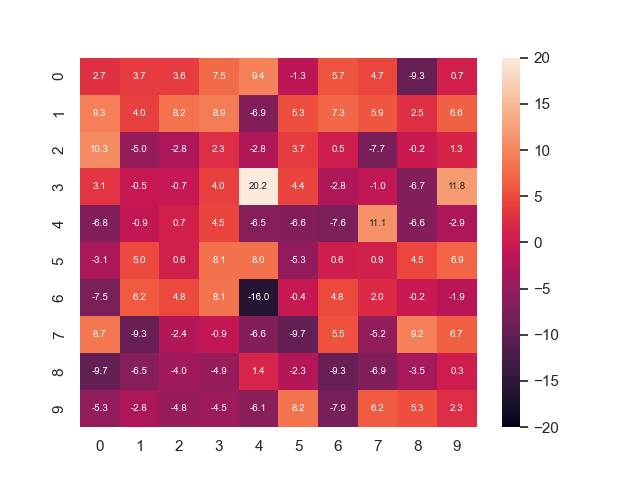 0 2.7 3.7 3.6 7.5 9.4 -1.3 5.7 4.7 -9.3 0.7
1 9.3 4.0 8.2 8.9 -6.9 5.3 7.3 5.9 2.5 6.6
2 10.3 -5.0 -2.8 2.3 -2.8 3.7 0.5 -7.7 -0.2 1.3
3 3.1 -0.5 -0.7 4.0 20.2 4.4 -2.8 -1.0 -6.7 11.8
4 -6.8 -0.9 0.7 4.5 -6.5 -6.6 -7.6 11.1 -6.6 -2.9
5 -3.1 5.0 0.6 8.1 8.0 -5.3 0.6 0.9 4.5 6.9
6 -7.5 6.2 4.8 8.1 -16.0 -0.4 4.8 2.0 -0.2 -1.9
7 8.7 -9.3 -2.4 -0.9 -6.6 -9.7 5.5 -5.2 9.2 6.7
8 -9.7 -6.5 -4.0 -4.9 1.4 -2.3 -9.3 -6.9 -3.5 0.3
9 -5.3 -2.8 -4.8 -4.5 -6.1 8.2 -7.9 6.2 5.3 2.3
0 1 2 3 4 5 6 7 8 9
20
15
10
5
0
−5
−10
−15
−20